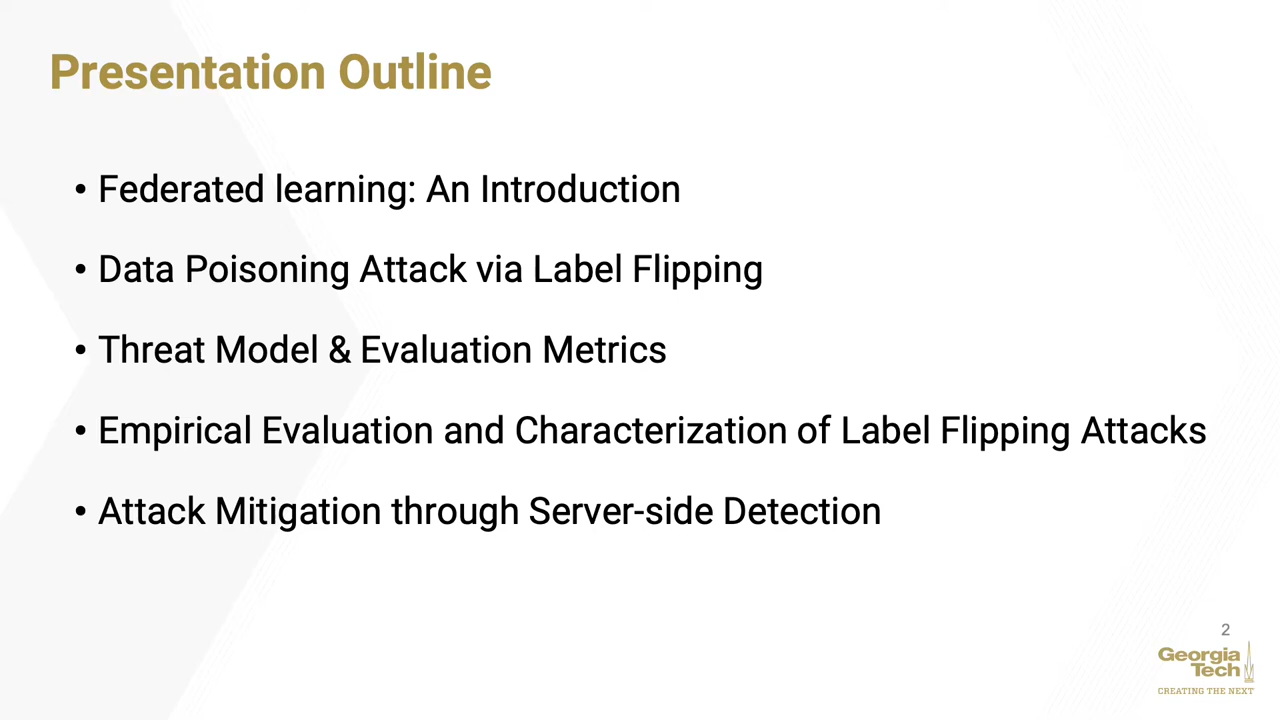 Presentation Outline
• Federated learning: An Introduction
• Data Poisoning Attack via Label Flipping
• Threat Model & Evaluation Metrics
• Empirical Evaluation and Characterization of Label Flipping Attacks
• Attack Mitigation through Server-side Detection
2
Georgia
Tech
CREATING THE NEXT